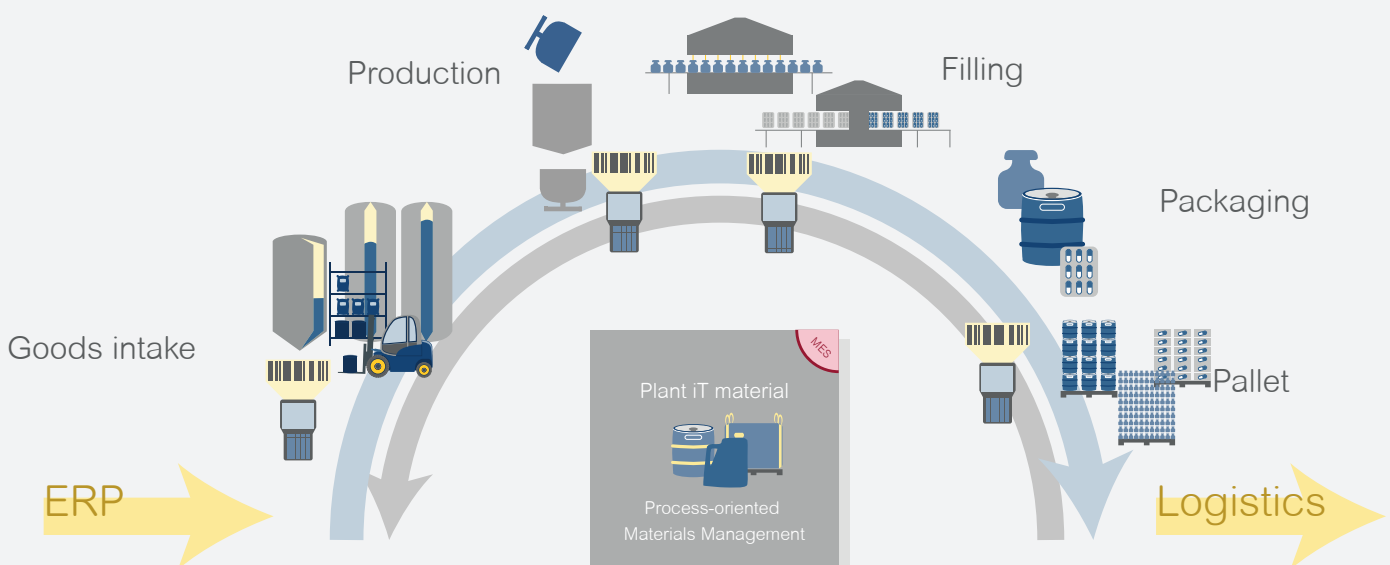 Production
Filling
Packaging
Goods intake
Pallet
MES
Plant iT material
Process-oriented
Materials Management
ERP
Logistics